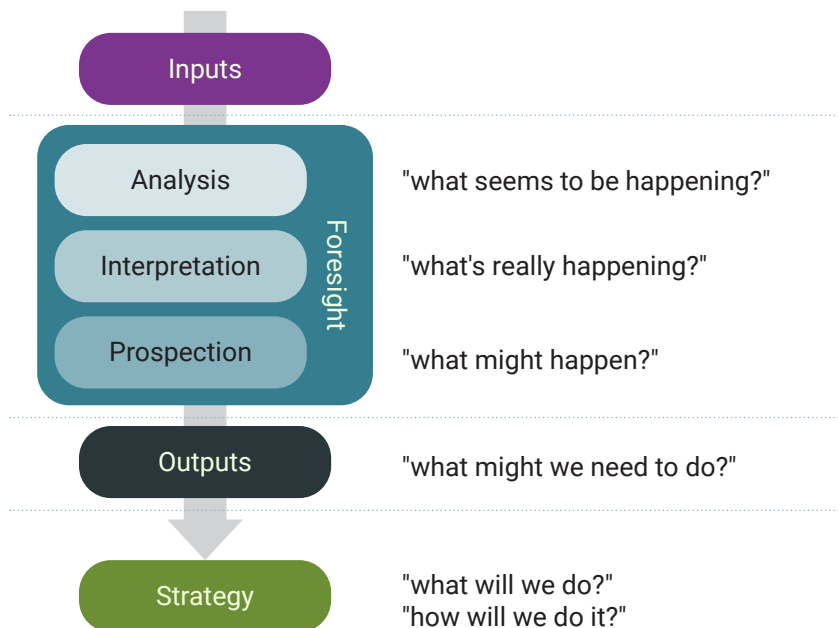 Inputs
Analysis
"what seems to be happening?"
Interpretation
"what's really happening?"
Prospection
"what might happen?"
Foresight
Outputs
"what might we need to do?"
Strategy
"what will we do?"
"how will we do it?"